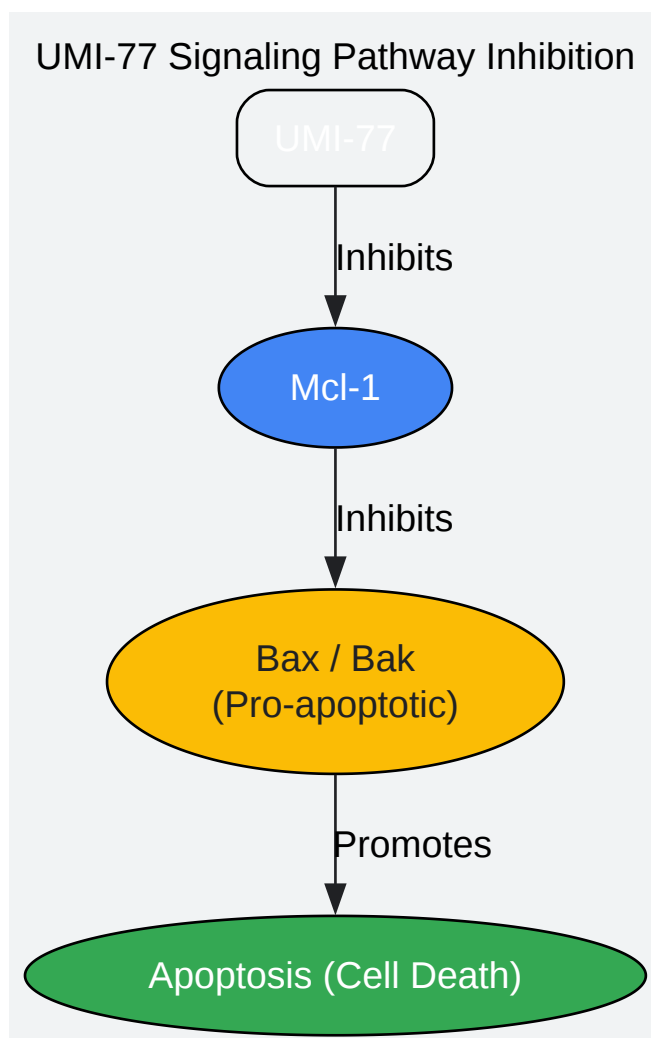 UMI-77 Signaling Pathway Inhibition
UMI-77
Inhibits
Mcl-1
Inhibits
Bax / Bak
(Pro-apoptotic)
Promotes
Apoptosis (Cell Death)